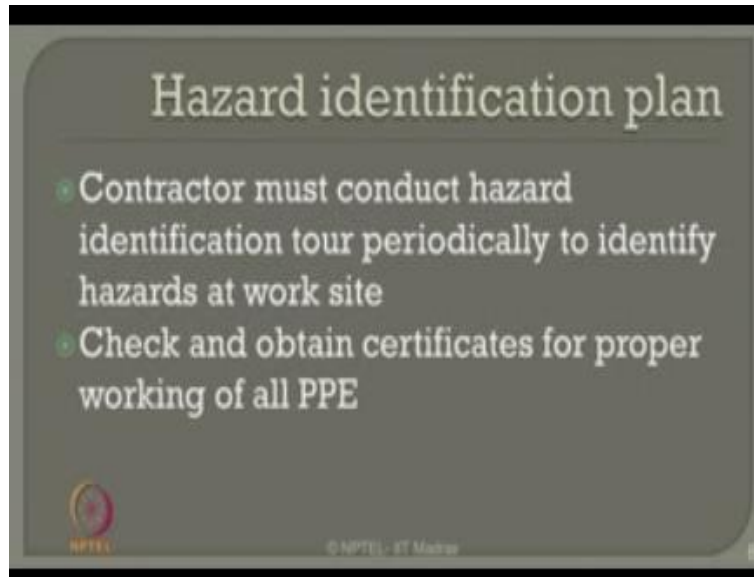 Hazard identification plan
Contractor must conduct hazard
identification tour periodically to identify
hazards at work site
Check and obtain certificates for proper
working of all PPE
NPTEL
© NPTEL- IIT Madras